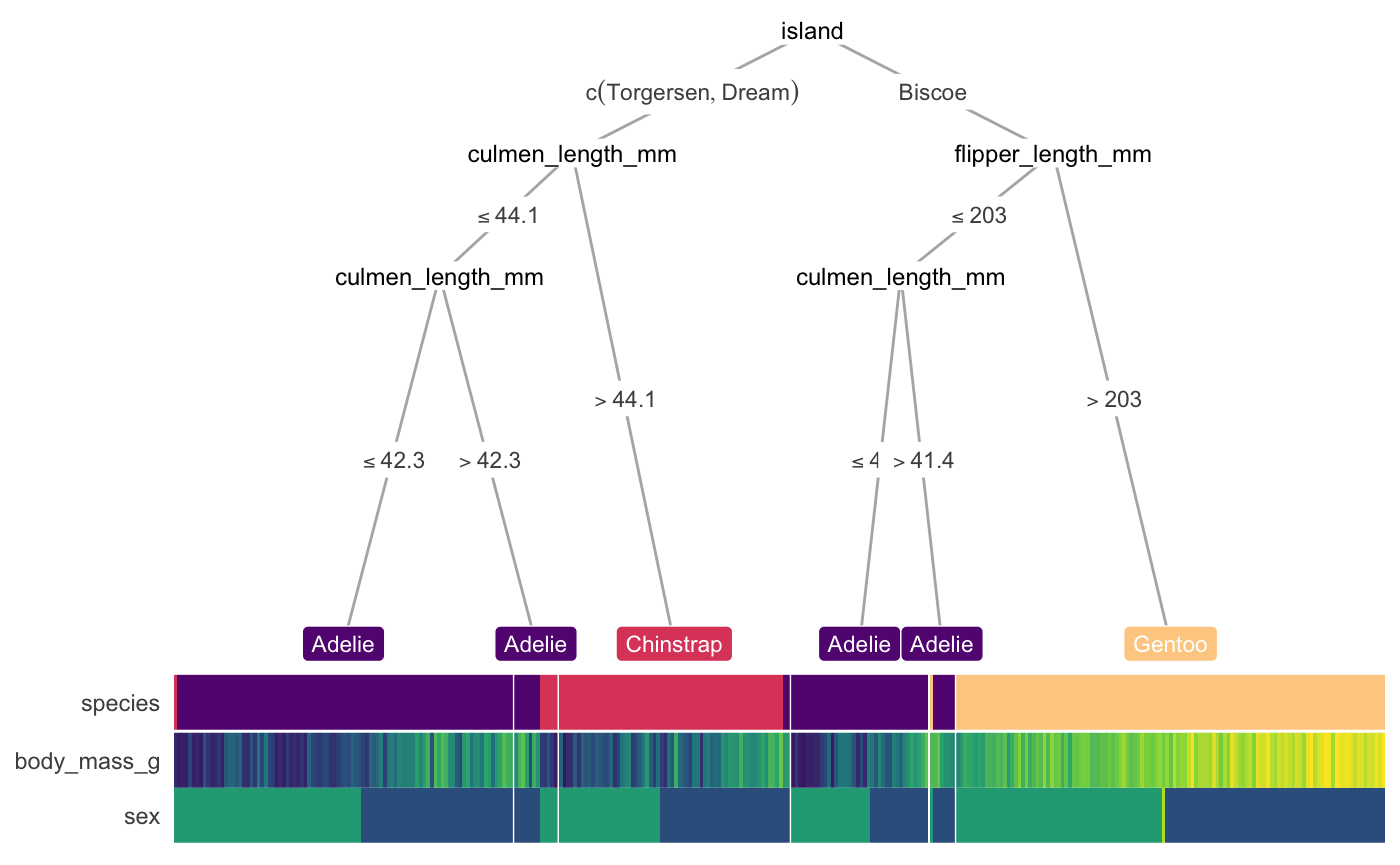 island
c(Torgersen, Dream) Biscoe
culmen_length_mm flipper_length_mm
≤ 44.1 ≤ 203
culmen_length_mm culmen_length_mm
> 44.1 > 203
≤ 42.3 > 42.3 ≤ 4 > 41.4
Adelie Adelie Chinstrap Adelie Adelie Gentoo
species
body_mass_g
sex